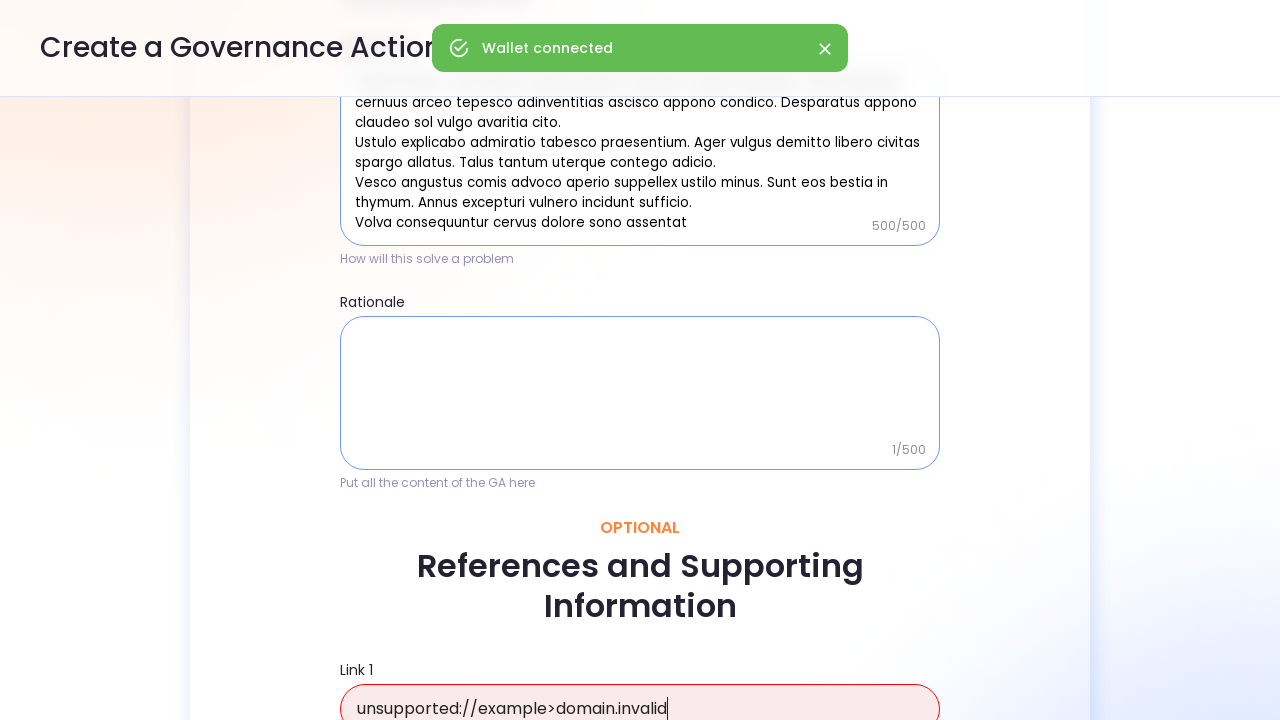 Create a Governance Action
Wallet connected
cernuus arceo tepesco adinventitias ascisco appono condico. Desparatus appono
claudeo sol vulgo avaritia cito.
Ustulo explicabo admiratio tabesco praesentium. Ager vulgus demitto libero civitas
spargo allatus. Talus tantum uterque contego adicio.
Vesco angustus comis advoco aperio suppellex ustilo minus. Sunt eos bestia in
thymum. Annus excepturi vulnero incidunt sufficio.
Volva consequuntur cervus dolore sono assentat
500/500
How will this solve a problem
Rationale
1/500
Put all the content of the GA here
OPTIONAL
References and Supporting
Information
Link 1
unsupported://example>domain.invalid